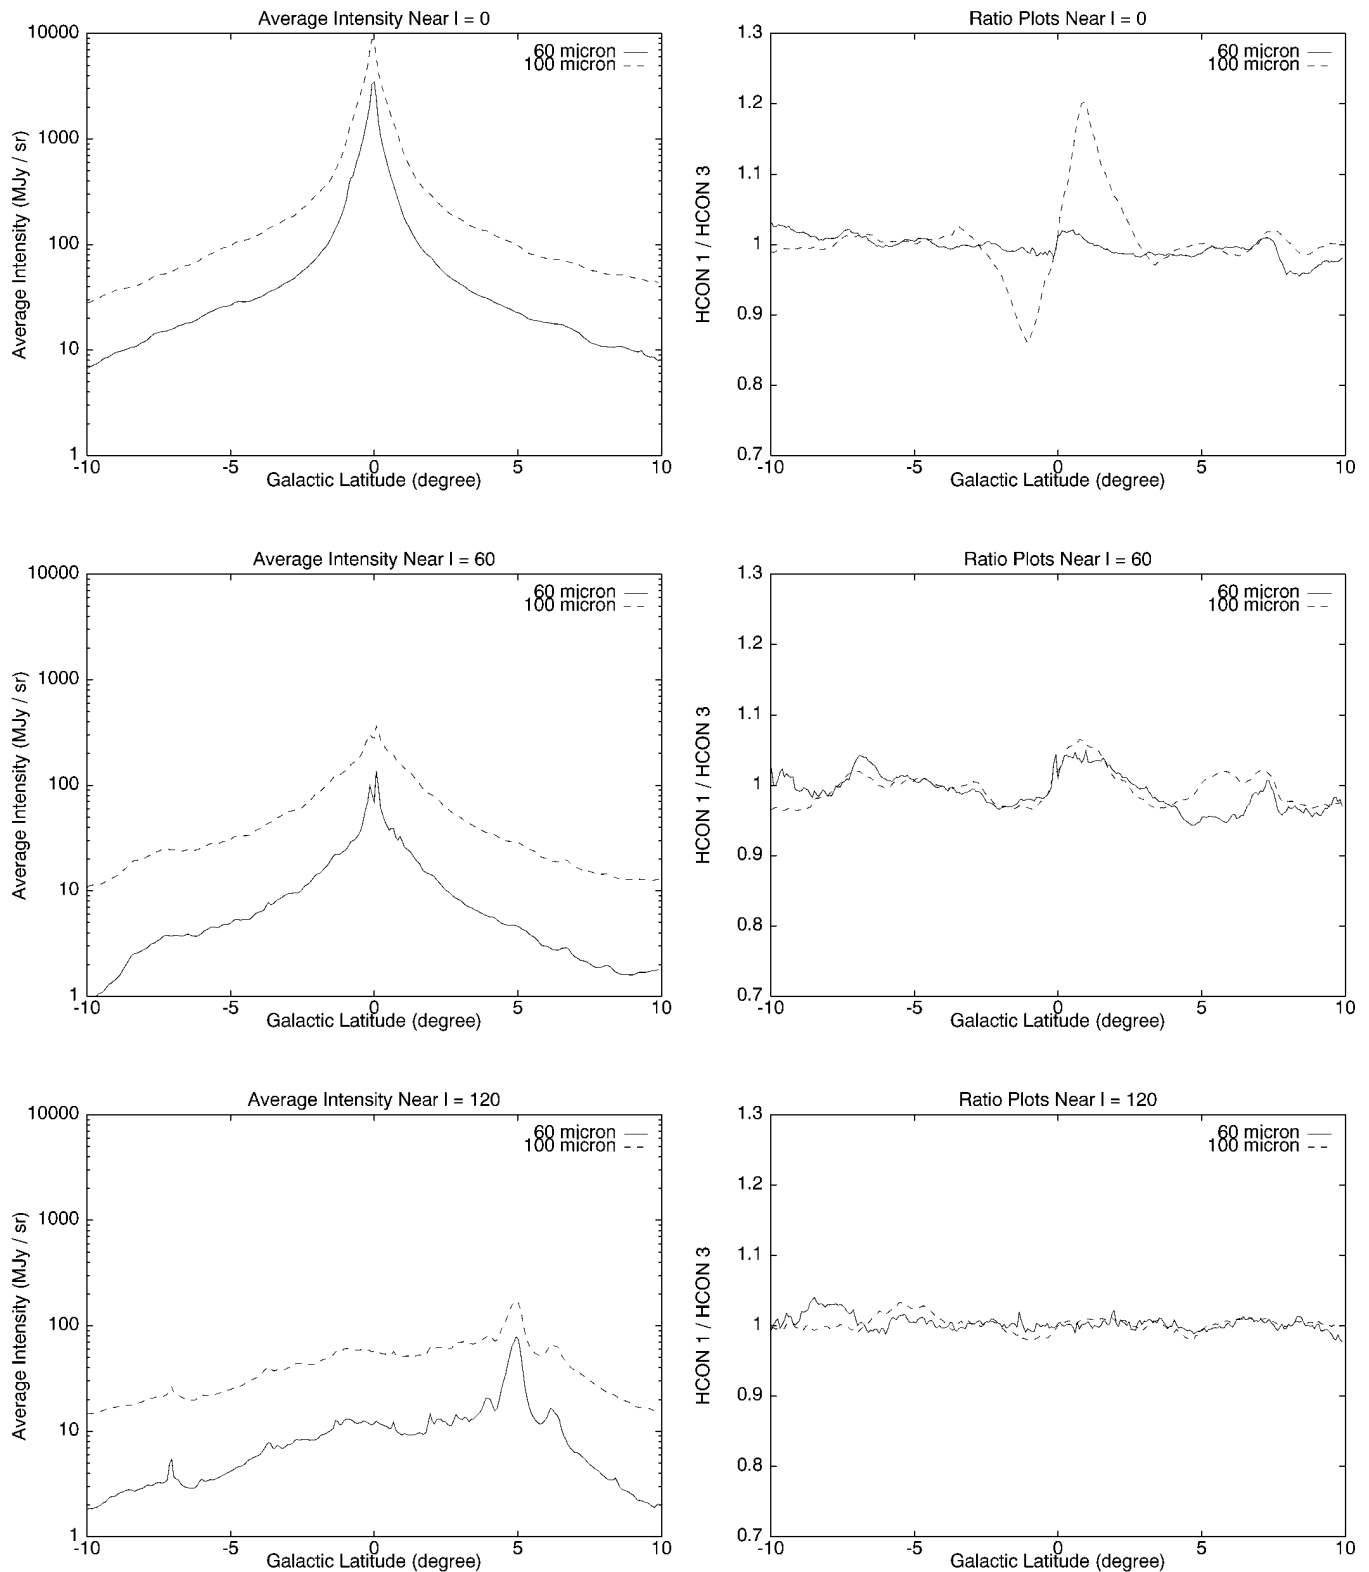 Average Intensity Near l = 0
10000
1000
100
10
1
Average Intensity (MJy / sr)
60 micron
100 micron
-10 -5 0 5 10
Galactic Latitude (degree)
Ratio Plots Near l = 0
1.3
1.2
1.1
1
0.9
0.8
0.7
HCON 1 / HCON 3
60 micron
100 micron
-10 -5 0 5 10
Galactic Latitude (degree)
Average Intensity Near l = 60
10000
1000
100
10
1
Average Intensity (MJy / sr)
60 micron
100 micron
-10 -5 0 5 10
Galactic Latitude (degree)
Ratio Plots Near l = 60
1.3
1.2
1.1
1
0.9
0.8
0.7
HCON 1 / HCON 3
60 micron
100 micron
-10 -5 0 5 10
Galactic Latitude (degree)
Average Intensity Near l = 120
10000
1000
100
10
1
Average Intensity (MJy / sr)
60 micron
100 micron
-10 -5 0 5 10
Galactic Latitude (degree)
Ratio Plots Near l = 120
1.3
1.2
1.1
1
0.9
0.8
0.7
HCON 1 / HCON 3
60 micron
100 micron
-10 -5 0 5 10
Galactic Latitude (degree)